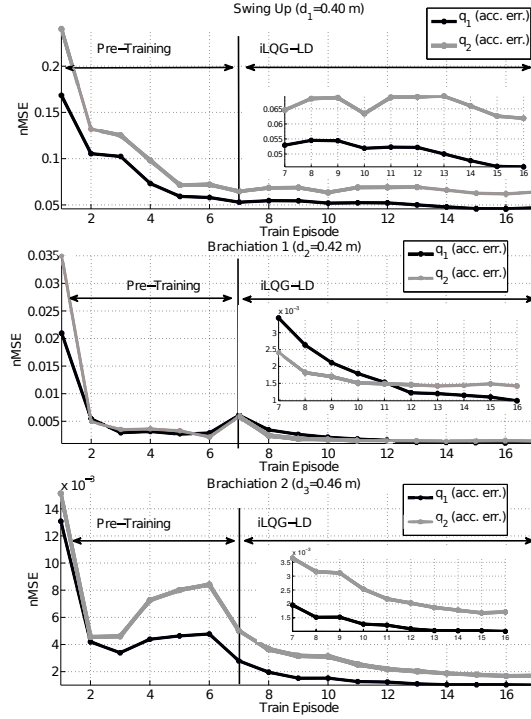 Swing Up (d1=0.40 m)
q1 (acc. err.)
q2 (acc. err.)
Pre−Training
iLQG−LD
nMSE
0.2
0.15
0.1
0.05
0.065
0.06
0.055
0.05
7 8 9 10 11 12 13 14 15 16
2 4 6 8 10 12 14 16
Train Episode
Brachiation 1 (d2=0.42 m)
q1 (acc. err.)
q2 (acc. err.)
Pre−Training
iLQG−LD
nMSE
0.035
0.03
0.025
0.02
0.015
0.01
0.005
x 10−3
3.5
3
2.5
2
1.5
1
7 8 9 10 11 12 13 14 15 16
2 4 6 8 10 12 14 16
Train Episode
Brachiation 2 (d3=0.46 m)
x 10−3
q1 (acc. err.)
q2 (acc. err.)
Pre−Training
iLQG−LD
nMSE
14
12
10
8
6
4
2
x 10−3
3.5
3
2.5
2
1.5
1
7 8 9 10 11 12 13 14 15 16
2 4 6 8 10 12 14 16
Train Episode